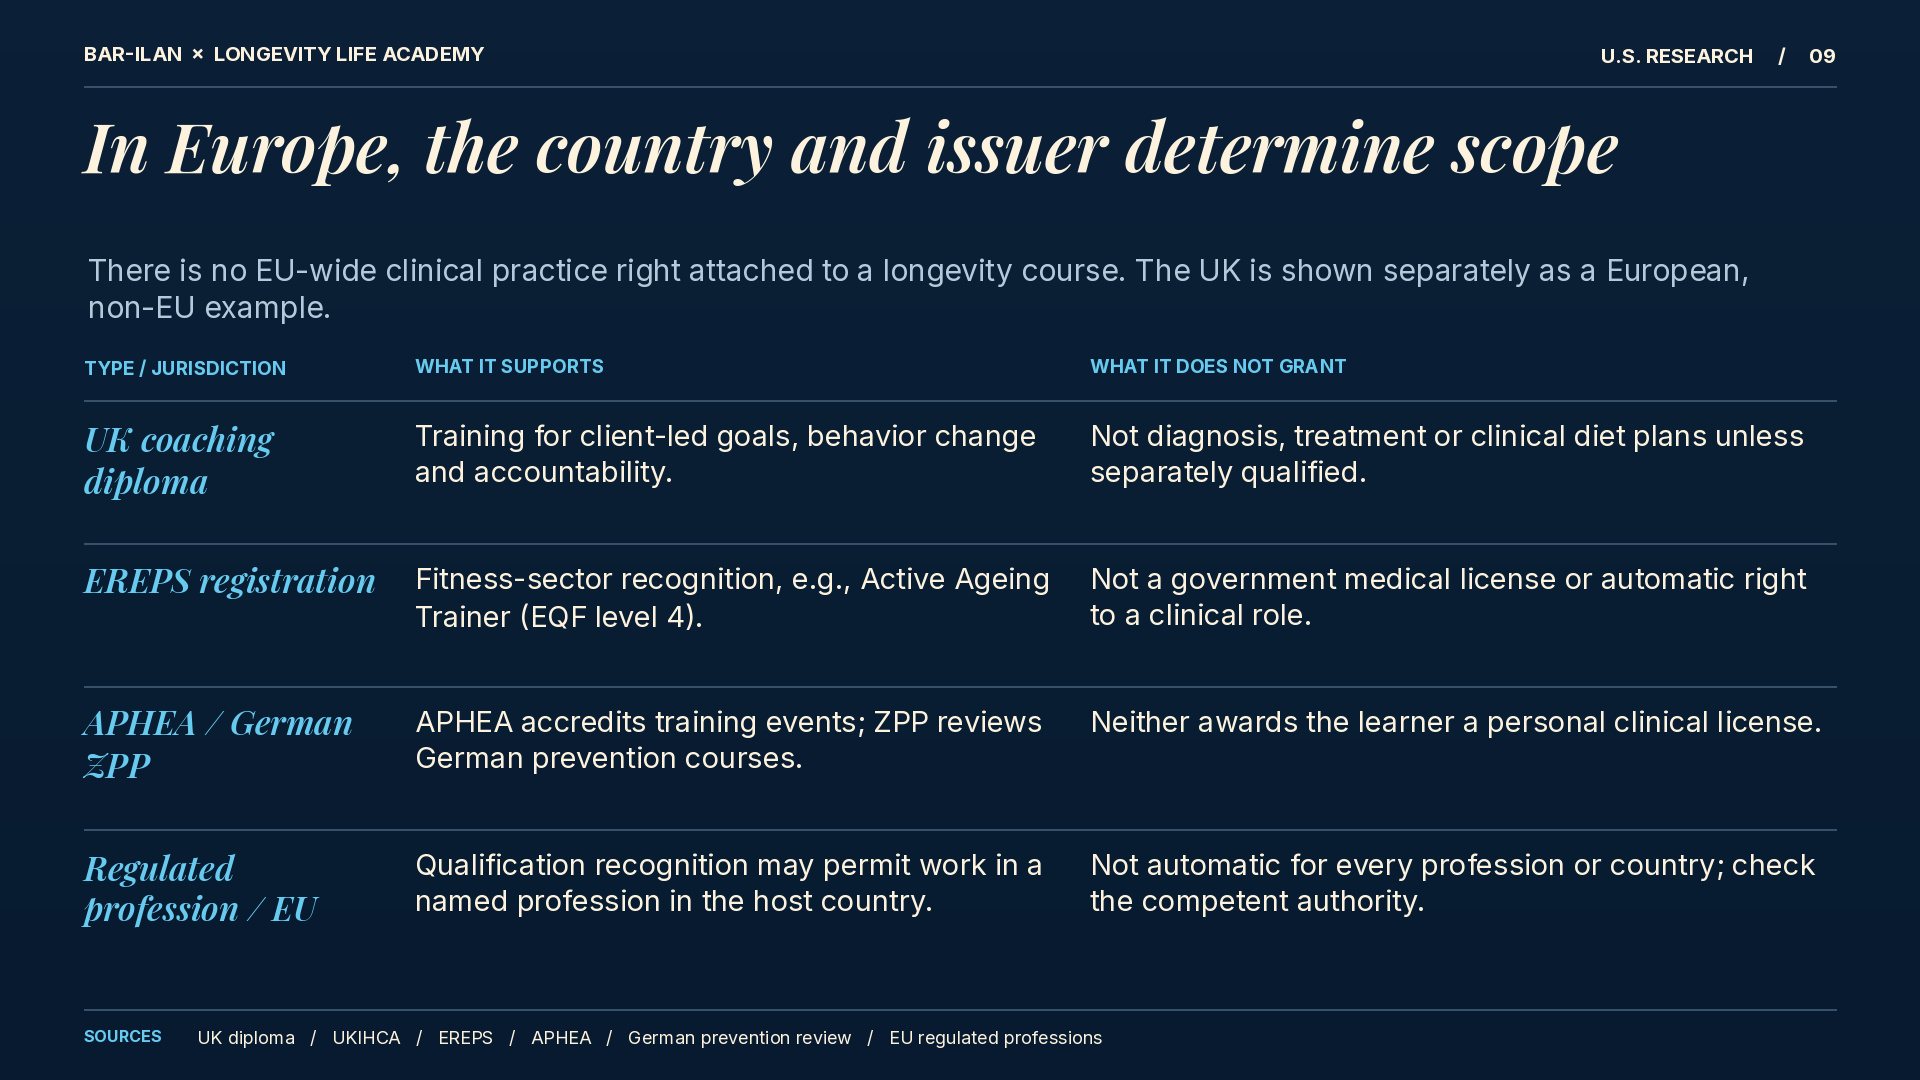 BAR-ILAN × LONGEVITY LIFE ACADEMY
U.S. RESEARCH / 09
In Europe, the country and issuer determine scope
There is no EU-wide clinical practice right attached to a longevity course. The UK is shown separately as a European,
non-EU example.
TYPE / JURISDICTION
WHAT IT SUPPORTS
WHAT IT DOES NOT GRANT
UK coaching
diploma
Training for client-led goals, behavior change
and accountability.
Not diagnosis, treatment or clinical diet plans unless
separately qualified.
EREPS registration
Fitness-sector recognition, e.g., Active Ageing
Trainer (EQF level 4).
Not a government medical license or automatic right
to a clinical role.
APHEA / German
ZPP
APHEA accredits training events; ZPP reviews
German prevention courses.
Neither awards the learner a personal clinical license.
Regulated
profession / EU
Qualification recognition may permit work in a
named profession in the host country.
Not automatic for every profession or country; check
the competent authority.
SOURCES UK diploma / UKIHCA / EREPS / APHEA / German prevention review / EU regulated professions